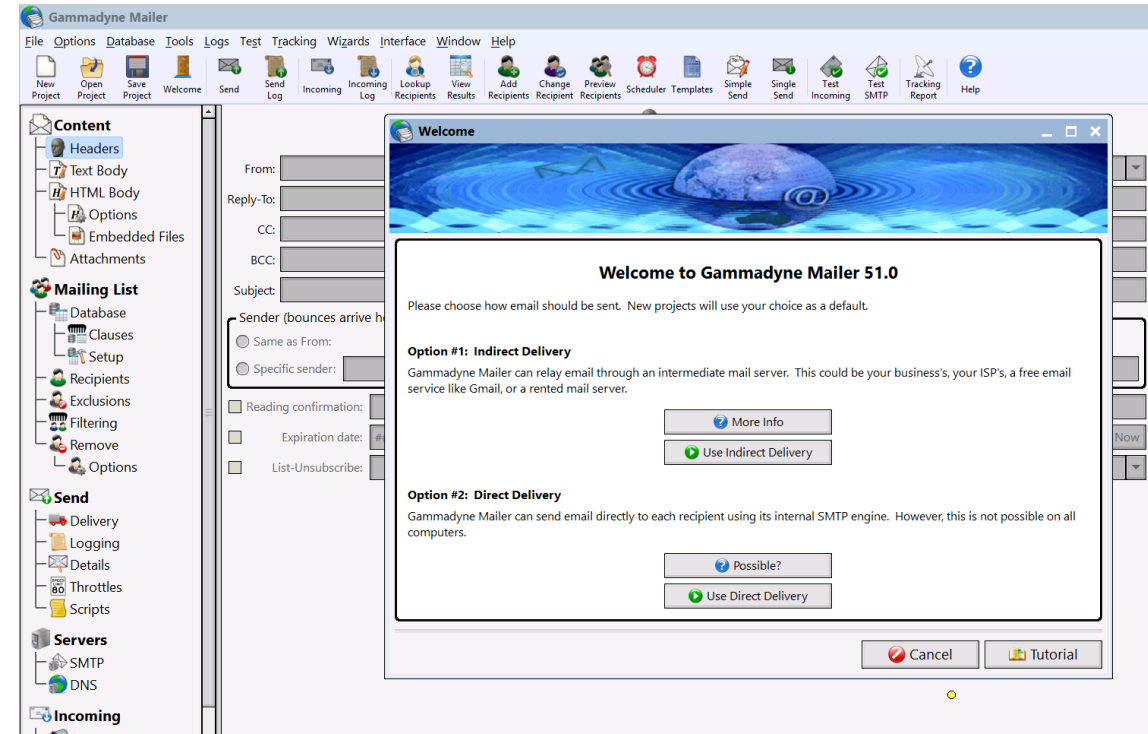 Gammadyne Mailer
File Options Database Tools Logs Test Tracking Wizards Interface Window Help
New Project
Open Project
Save Project
Welcome
Send
Send Log
Incoming
Incoming Log
Lookup Recipients
View Results
Add Recipients
Change Recipient
Preview Recipients
Scheduler
Templates
Simple Send
Single Send
Test Incoming
Test SMTP
Tracking Report
Help
Content
Headers
Text Body
HTML Body
Options
Embedded Files
Attachments
Mailing List
Database
Clauses
Setup
Recipients
Exclusions
Filtering
Remove
Options
Send
Delivery
Logging
Details
SPEED LIMIT 80
Throttles
Scripts
Servers
SMTP
DNS
Incoming
From:
Reply-To:
CC:
BCC:
Subject:
Sender (bounces arrive h
Same as From:
Specific sender:
Reading confirmation:
Expiration date:
Now
List-Unsubscribe:
Welcome
@
Welcome to Gammadyne Mailer 51.0
Please choose how email should be sent. New projects will use your choice as a default.
Option #1: Indirect Delivery
Gammadyne Mailer can relay email through an intermediate mail server. This could be your business's, your ISP's, a free email
service like Gmail, or a rented mail server.
More Info
Use Indirect Delivery
Option #2: Direct Delivery
Gammadyne Mailer can send email directly to each recipient using its internal SMTP engine. However, this is not possible on all
computers.
Possible?
Use Direct Delivery
Cancel
Tutorial